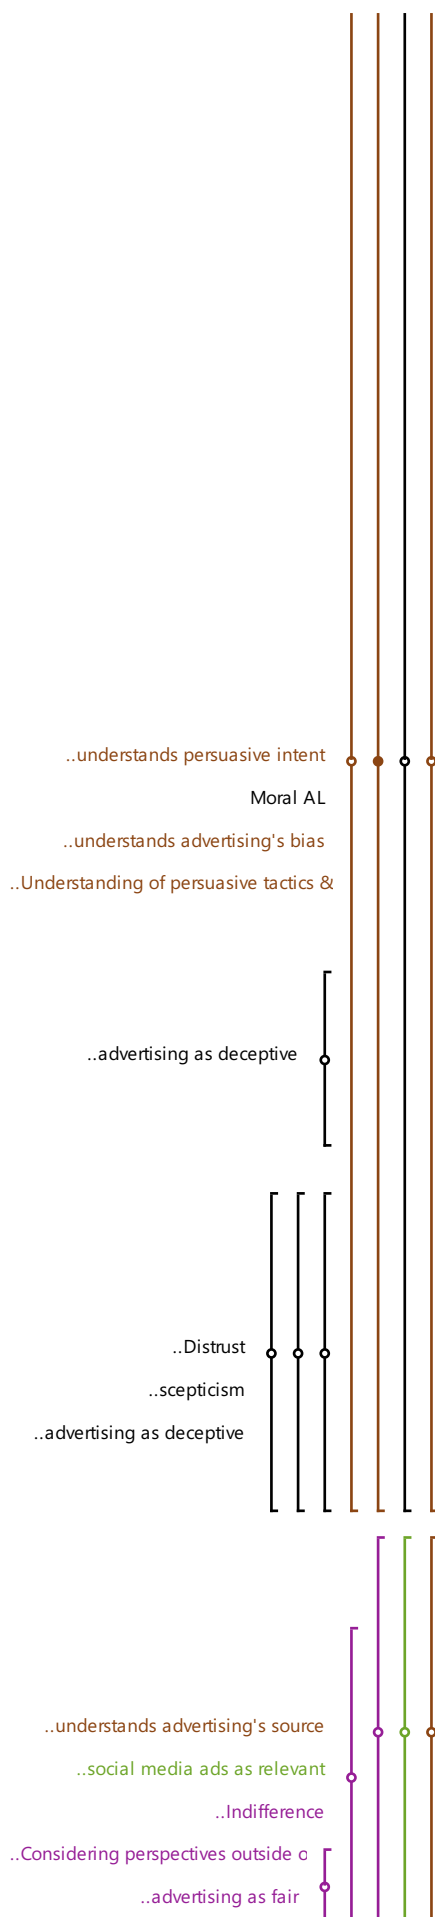 ..understands persuasive intent
Moral AL
..understands advertising's bias
..Understanding of persuasive tactics &
..advertising as deceptive
..Distrust
..scepticism
..advertising as deceptive
..understands advertising's source
..social media ads as relevant
..Indifference
..Considering perspectives outside o
..advertising as fair